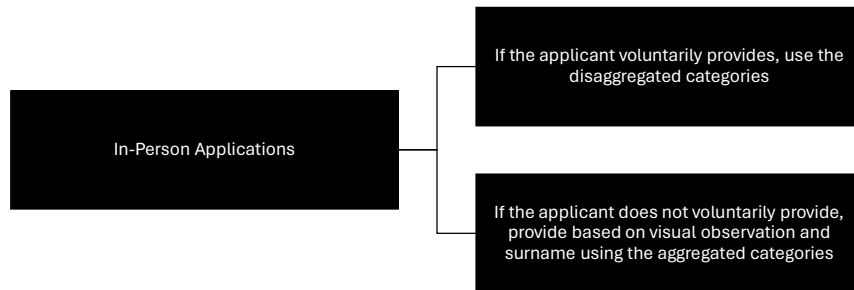 In-Person Applications
If the applicant voluntarily provides, use the
disaggregated categories
If the applicant does not voluntarily provide,
provide based on visual observation and
surname using the aggregated categories